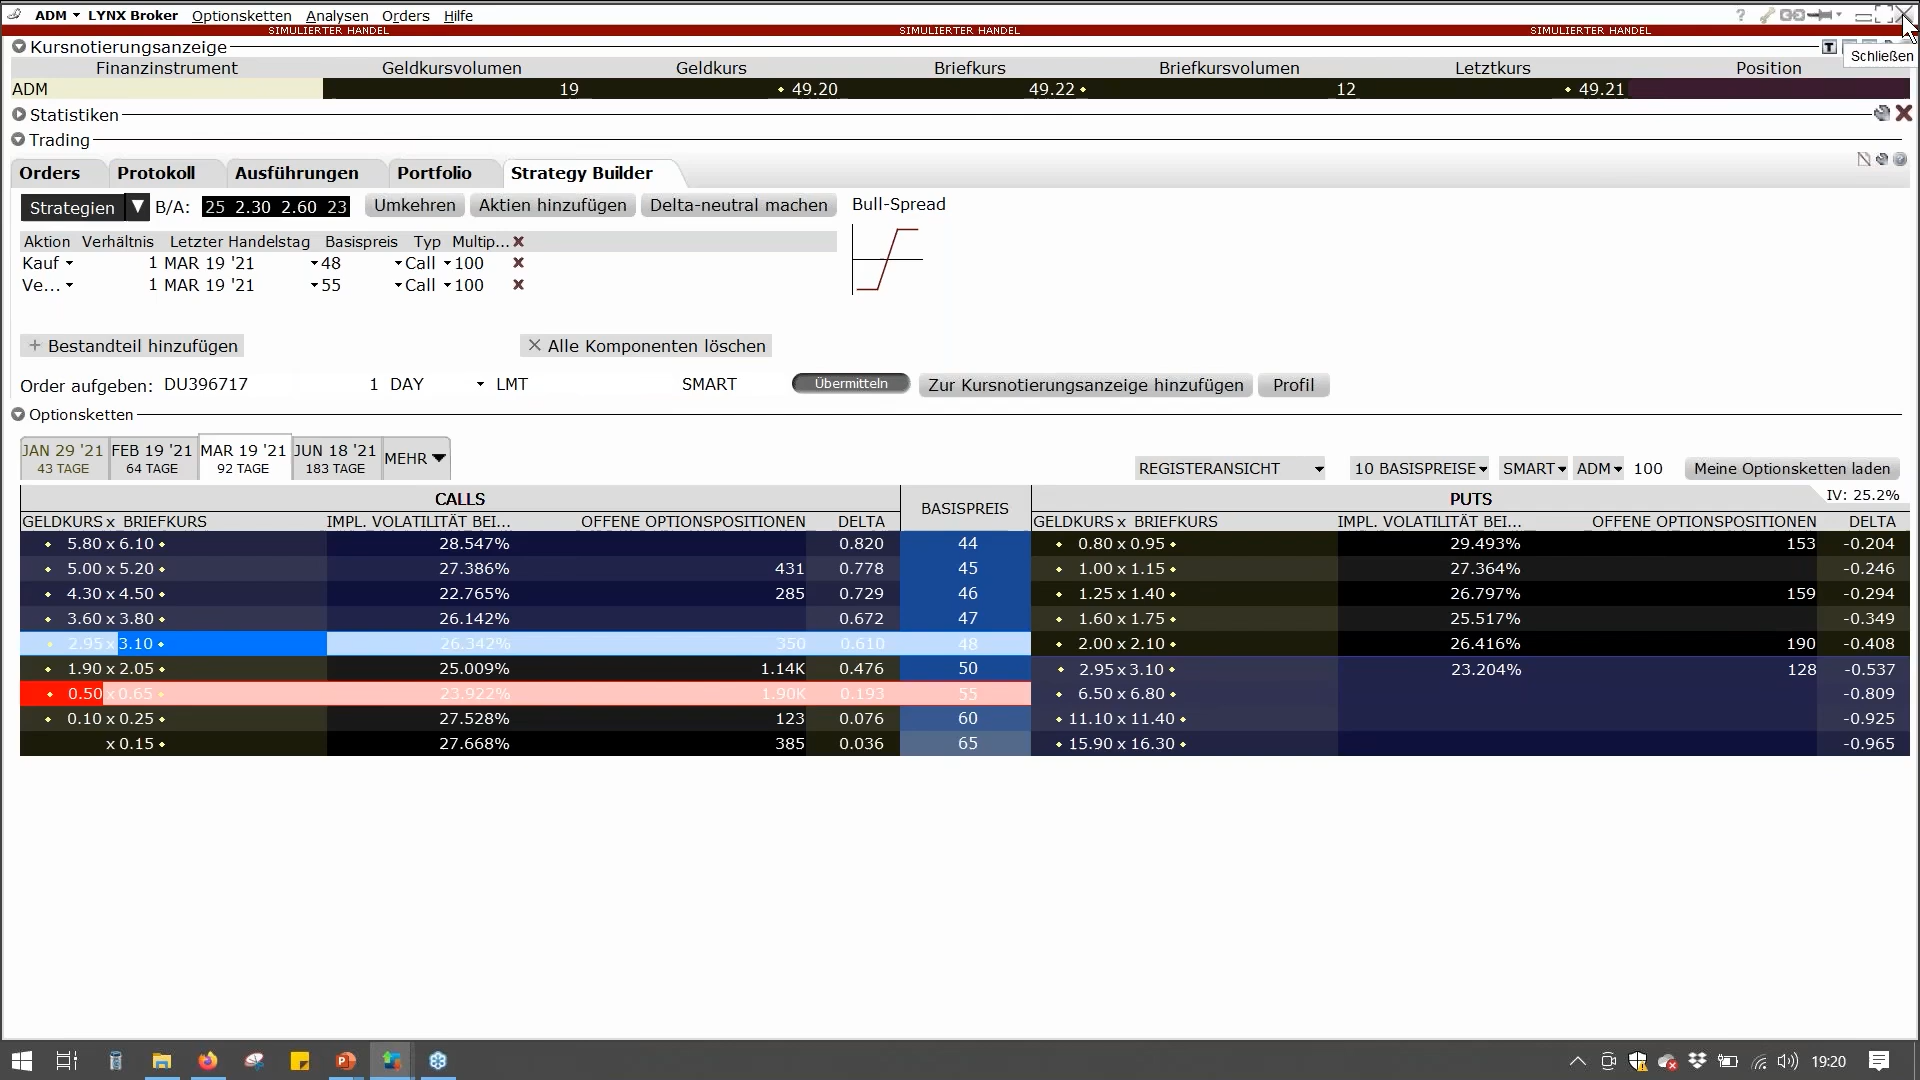 ADM LYNX Broker Optionsketten Analysen Orders Hilfe
SIMULIERTER HANDEL SIMULIERTER HANDEL SIMULIERTER HANDEL
Kursnotierungsanzeige
Schließen
Finanzinstrument Geldkursvolumen Geldkurs Briefkurs Briefkursvolumen Letztkurs Position
ADM 19 49.20 49.22 12 49.21
Statistiken
Trading
Orders Protokoll Ausführungen Portfolio Strategy Builder
Strategien B/A: 25 2.30 2.60 23 Umkehren Aktien hinzufügen Delta-neutral machen Bull-Spread
Aktion Verhältnis Letzter Handelstag Basispreis Typ Multip...
Kauf 1 MAR 19 '21 48 Call 100
Ve... 1 MAR 19 '21 55 Call 100
+ Bestandteil hinzufügen × Alle Komponenten löschen
Order aufgeben: DU396717 1 DAY LMT SMART Übermitteln Zur Kursnotierungsanzeige hinzufügen Profil
Optionsketten
JAN 29 '21 FEB 19 '21 MAR 19 '21 JUN 18 '21 MEHR
43 TAGE 64 TAGE 92 TAGE 183 TAGE
REGISTERANSICHT 10 BASISPREISE SMART ADM 100 Meine Optionsketten laden
CALLS BASISPREIS PUTS IV: 25.2%
GELDKURS x BRIEFKURS IMPL. VOLATILITÄT BEI... OFFENE OPTIONSPOSITIONEN DELTA GELDKURS x BRIEFKURS IMPL. VOLATILITÄT BEI... OFFENE OPTIONSPOSITIONEN DELTA
5.80 x 6.10 28.547% 0.820 44 0.80 x 0.95 29.493% 153 -0.204
5.00 x 5.20 27.386% 431 0.778 45 1.00 x 1.15 27.364% -0.246
4.30 x 4.50 22.765% 285 0.729 46 1.25 x 1.40 26.797% 159 -0.294
3.60 x 3.80 26.142% 0.672 47 1.60 x 1.75 25.517% -0.349
2.95 x 3.10 26.342% 350 0.610 48 2.00 x 2.10 26.416% 190 -0.408
1.90 x 2.05 25.009% 1.14K 0.476 50 2.95 x 3.10 23.204% 128 -0.537
0.50 x 0.65 23.922% 1.90K 0.193 55 6.50 x 6.80 -0.809
0.10 x 0.25 27.528% 123 0.076 60 11.10 x 11.40 -0.925
x 0.15 27.668% 385 0.036 65 15.90 x 16.30 -0.965
19:20